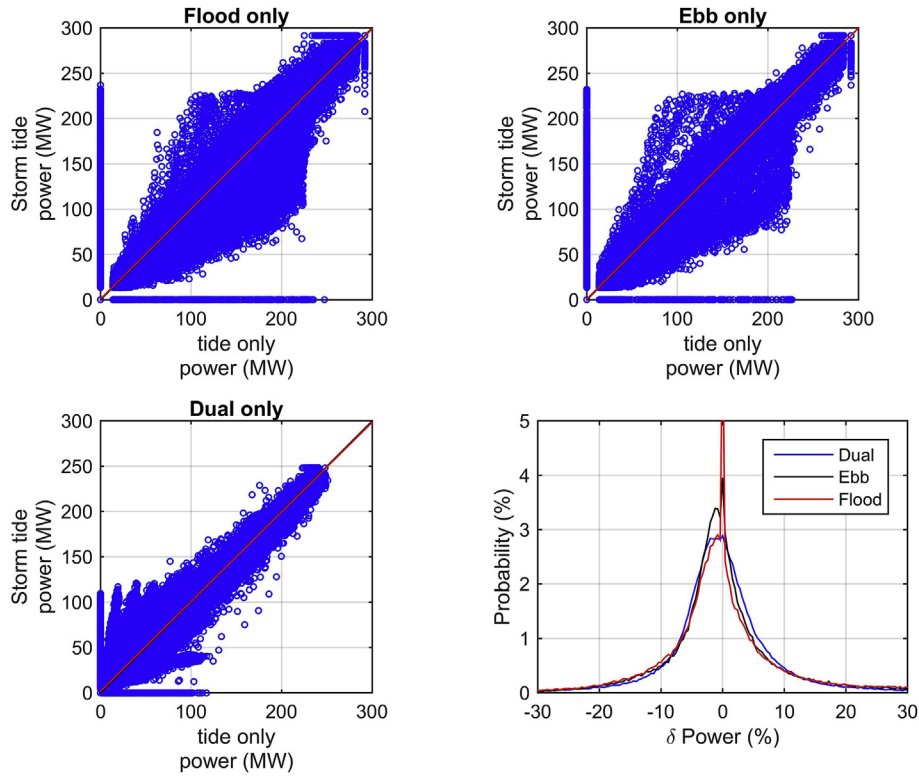 Flood only
300
250
200
150
100
50
0
Storm tide
power (MW)
0 100 200 300
tide only
power (MW)
Ebb only
300
250
200
150
100
50
0
Storm tide
power (MW)
0 100 200 300
tide only
power (MW)
Dual only
300
250
200
150
100
50
0
Storm tide
power (MW)
0 100 200 300
tide only
power (MW)
5
4
3
2
1
0
Probability (%)
Dual
Ebb
Flood
-30 -20 -10 0 10 20 30
δ Power (%)